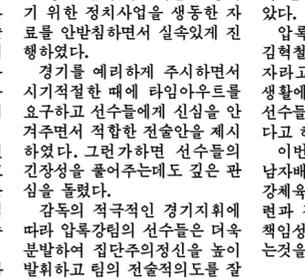 기 위한 정치사업을 생동한 자
료를 안받침하면서 실속있게 진
행하였다.
경기를 예리하게 주시하면서
시기적절한 때에 타임아우트를
요구하고 선수들에게 신심을 안
겨주면서 적합한 전술안을 제시
하였다. 그런가하면 선수들의
긴장성을 풀어주는데도 깊은 관
심을 돌렸다.
감독의 적극적인 경기지휘에
따라 압록강팀의 선수들은 더욱
분발하여 집단주의정신을 높이
발휘하고 팀의 전술적의도를 잘
았다.
압록
김혁철
자라고
생활에
선수들
다고 하
이번
남자배
강체육
련과
책임성
는것을